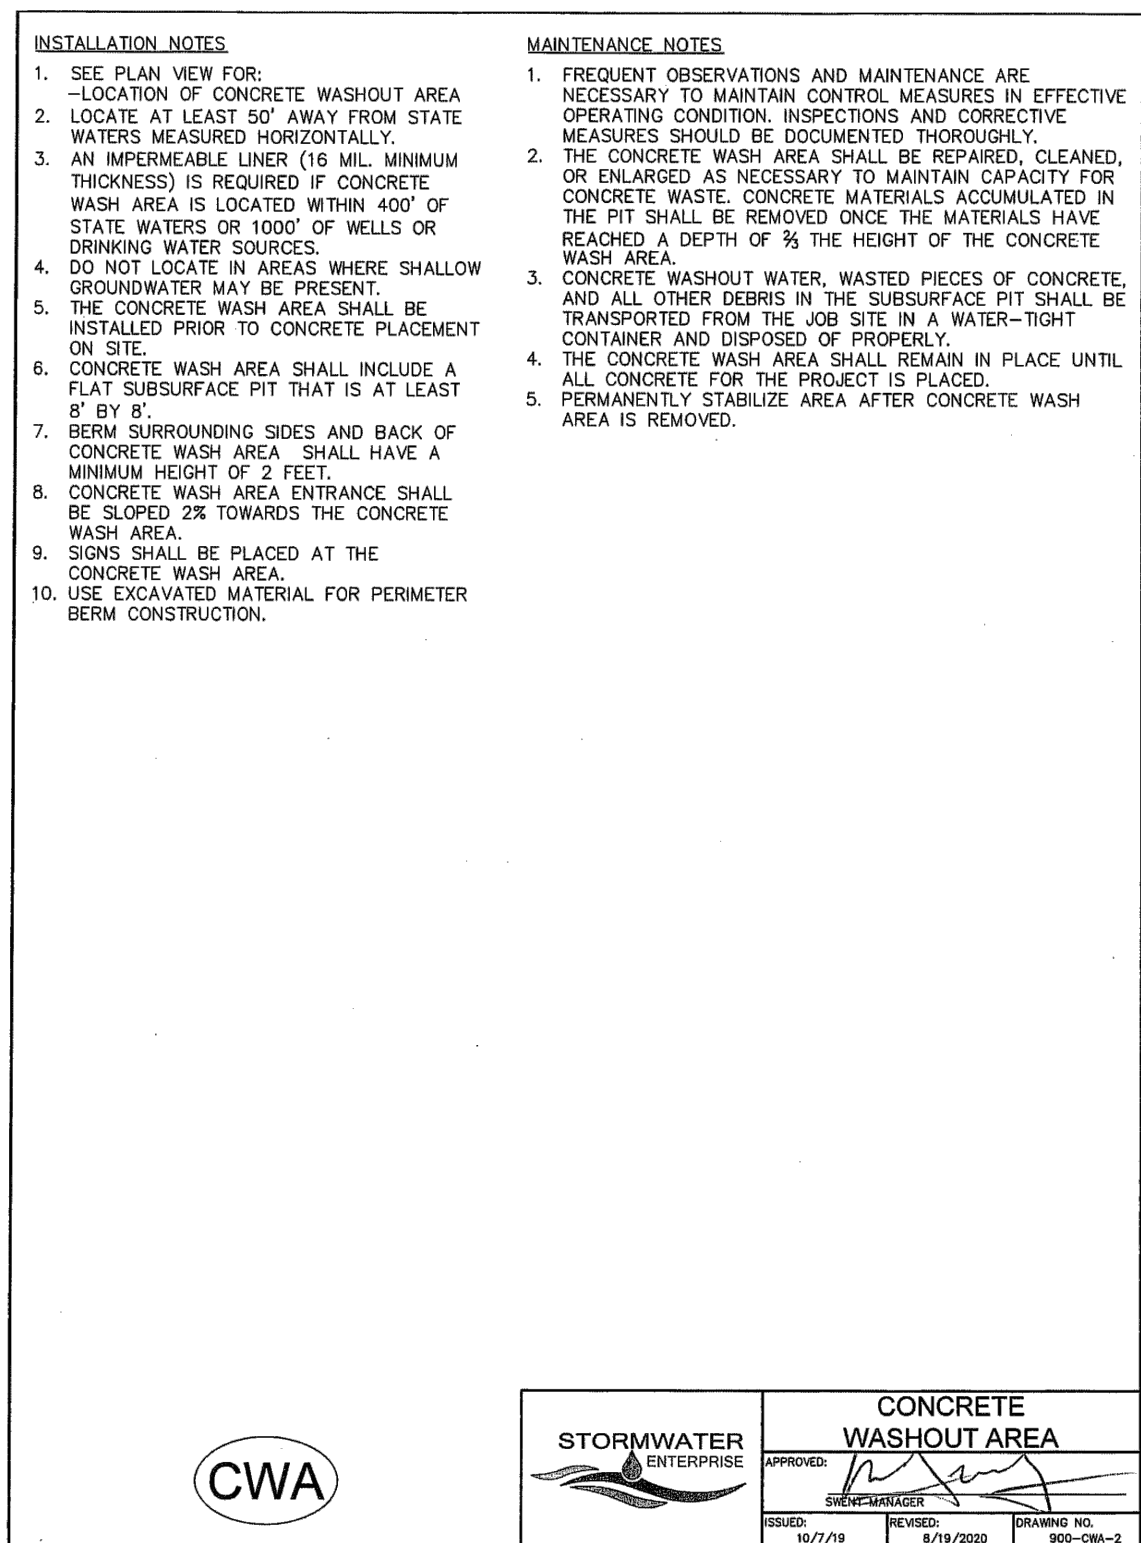 INSTALLATION NOTES
1. SEE PLAN VIEW FOR:
-LOCATION OF CONCRETE WASHOUT AREA
2. LOCATE AT LEAST 50' AWAY FROM STATE
WATERS MEASURED HORIZONTALLY.
3. AN IMPERMEABLE LINER (16 MIL. MINIMUM
THICKNESS) IS REQUIRED IF CONCRETE
WASH AREA IS LOCATED WITHIN 400' OF
STATE WATERS OR 1000' OF WELLS OR
DRINKING WATER SOURCES.
4. DO NOT LOCATE IN AREAS WHERE SHALLOW
GROUNDWATER MAY BE PRESENT.
5. THE CONCRETE WASH AREA SHALL BE
INSTALLED PRIOR TO CONCRETE PLACEMENT
ON SITE.
6. CONCRETE WASH AREA SHALL INCLUDE A
FLAT SUBSURFACE PIT THAT IS AT LEAST
8' BY 8'.
7. BERM SURROUNDING SIDES AND BACK OF
CONCRETE WASH AREA SHALL HAVE A
MINIMUM HEIGHT OF 2 FEET.
8. CONCRETE WASH AREA ENTRANCE SHALL
BE SLOPED 2% TOWARDS THE CONCRETE
WASH AREA.
9. SIGNS SHALL BE PLACED AT THE
CONCRETE WASH AREA.
10. USE EXCAVATED MATERIAL FOR PERIMETER
BERM CONSTRUCTION.
MAINTENANCE NOTES
1. FREQUENT OBSERVATIONS AND MAINTENANCE ARE
NECESSARY TO MAINTAIN CONTROL MEASURES IN EFFECTIVE
OPERATING CONDITION. INSPECTIONS AND CORRECTIVE
MEASURES SHOULD BE DOCUMENTED THOROUGHLY.
2. THE CONCRETE WASH AREA SHALL BE REPAIRED, CLEANED,
OR ENLARGED AS NECESSARY TO MAINTAIN CAPACITY FOR
CONCRETE WASTE. CONCRETE MATERIALS ACCUMULATED IN
THE PIT SHALL BE REMOVED ONCE THE MATERIALS HAVE
REACHED A DEPTH OF ⅔ THE HEIGHT OF THE CONCRETE
WASH AREA.
3. CONCRETE WASHOUT WATER, WASTED PIECES OF CONCRETE,
AND ALL OTHER DEBRIS IN THE SUBSURFACE PIT SHALL BE
TRANSPORTED FROM THE JOB SITE IN A WATER-TIGHT
CONTAINER AND DISPOSED OF PROPERLY.
4. THE CONCRETE WASH AREA SHALL REMAIN IN PLACE UNTIL
ALL CONCRETE FOR THE PROJECT IS PLACED.
5. PERMANENTLY STABILIZE AREA AFTER CONCRETE WASH
AREA IS REMOVED.
CWA
STORMWATER
ENTERPRISE
CONCRETE
WASHOUT AREA
APPROVED:
SWENT MANAGER
ISSUED:
10/7/19
REVISED:
8/19/2020
DRAWING NO.
900-CWA-2